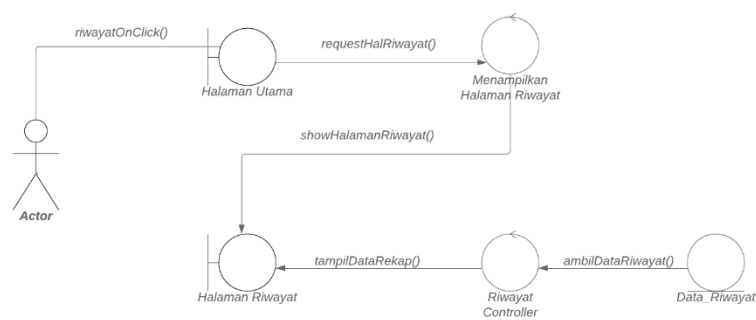 riwayatOnClick()
requestHalRiwayat()
Halaman Utama
Menampilkan
Halaman Riwayat
showHalamanRiwayat()
Actor
tampilDataRekap()
ambilDataRiwayat()
Halaman Riwayat
Riwayat
Controller
Data_Riwayat